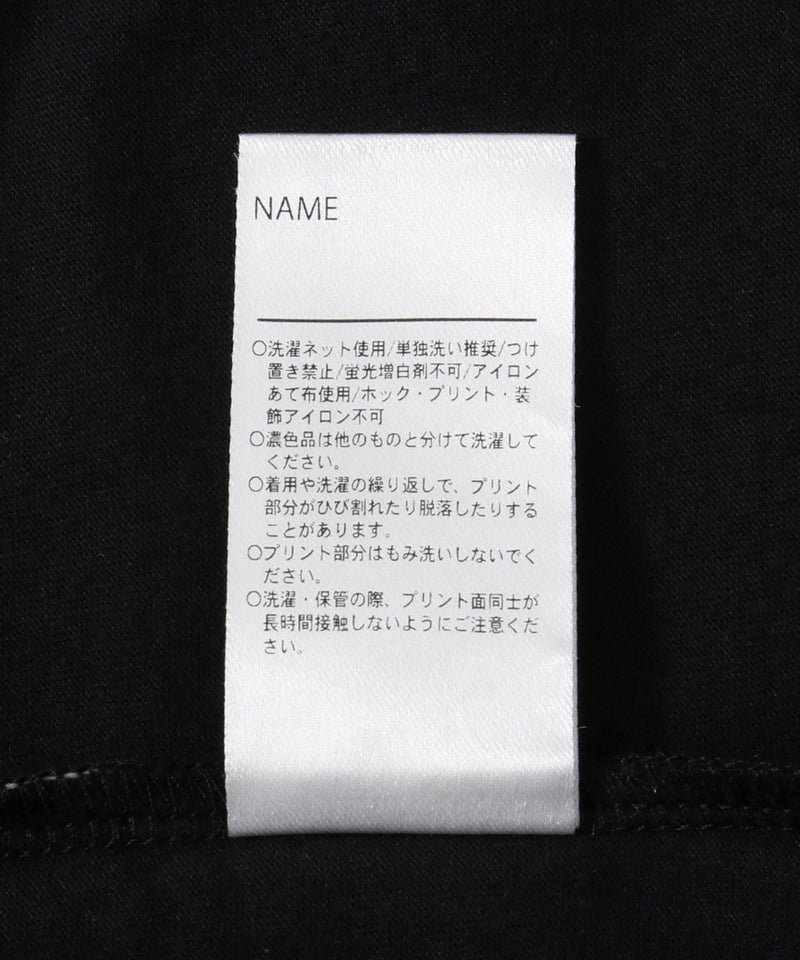 NAME
〇洗濯ネット使用/単独洗い推奨/つけ
置き禁止/蛍光増白剤不可/アイロン
あて布使用/ホック・プリント・装
飾アイロン不可
〇濃色品は他のものと分けて洗濯して
ください。
〇着用や洗濯の繰り返しで、プリント
部分がひび割れたり脱落したりする
ことがあります。
〇プリント部分はもみ洗いしないでく
ださい。
〇洗濯・保管の際、プリント面同士が
長時間接触しないようにご注意くだ
さい。